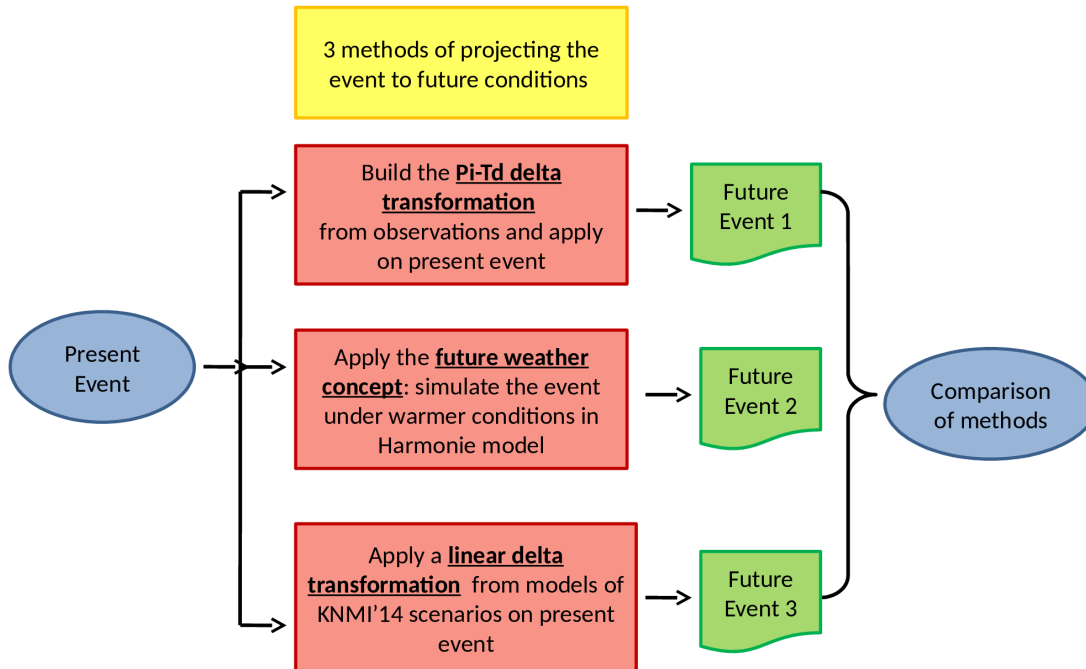 3 methods of projecting the
event to future conditions
Build the Pi-Td delta
transformation
from observations and apply
on present event
Future
Event 1
Present
Event
Apply the future weather
concept: simulate the event
under warmer conditions in
Harmonie model
Future
Event 2
Comparison
of methods
Apply a linear delta
transformation from models of
KNMI’14 scenarios on present
event
Future
Event 3